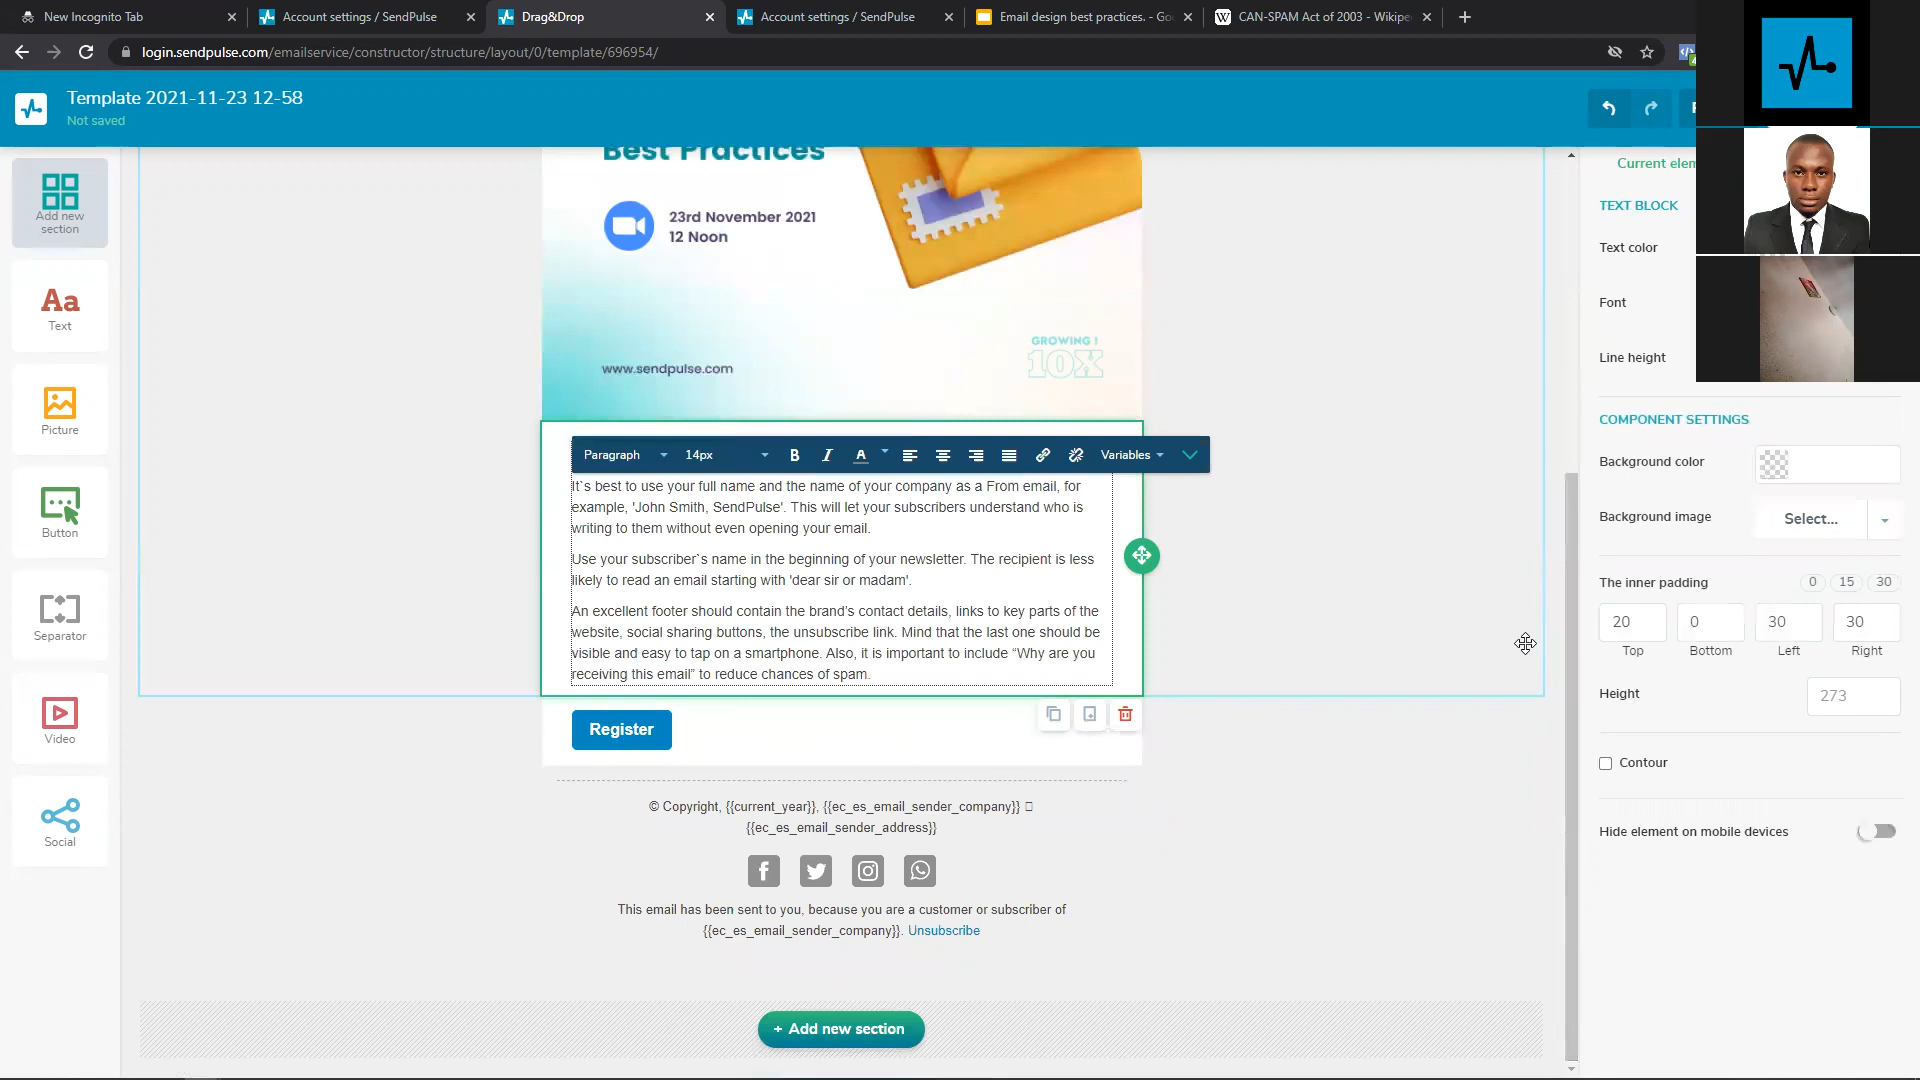 New Incognito Tab
Account settings / SendPulse
Drag&Drop
Account settings / SendPulse
Email design best practices. - Go
CAN-SPAM Act of 2003 - Wikipe
login.sendpulse.com/emailservice/constructor/structure/layout/0/template/696954/
Template 2021-11-23 12-58
Not saved
Add new
section
Aa
Text
Picture
Button
Separator
Video
Social
Best Practices
23rd November 2021
12 Noon
www.sendpulse.com
GROWING !
10X
Paragraph
14px
B
I
A
Variables
It`s best to use your full name and the name of your company as a From email, for
example, 'John Smith, SendPulse'. This will let your subscribers understand who is
writing to them without even opening your email.
Use your subscriber`s name in the beginning of your newsletter. The recipient is less
likely to read an email starting with 'dear sir or madam'.
An excellent footer should contain the brand's contact details, links to key parts of the
website, social sharing buttons, the unsubscribe link. Mind that the last one should be
visible and easy to tap on a smartphone. Also, it is important to include “Why are you
receiving this email” to reduce chances of spam.
Register
© Copyright, {{current_year}}, {{ec_es_email_sender_company}}
{{ec_es_email_sender_address}}
This email has been sent to you, because you are a customer or subscriber of
{{ec_es_email_sender_company}}. Unsubscribe
+ Add new section
Current elem
TEXT BLOCK
Text color
Font
Line height
COMPONENT SETTINGS
Background color
Background image
Select...
The inner padding
0
15
30
20
0
30
30
Top
Bottom
Left
Right
Height
273
Contour
Hide element on mobile devices